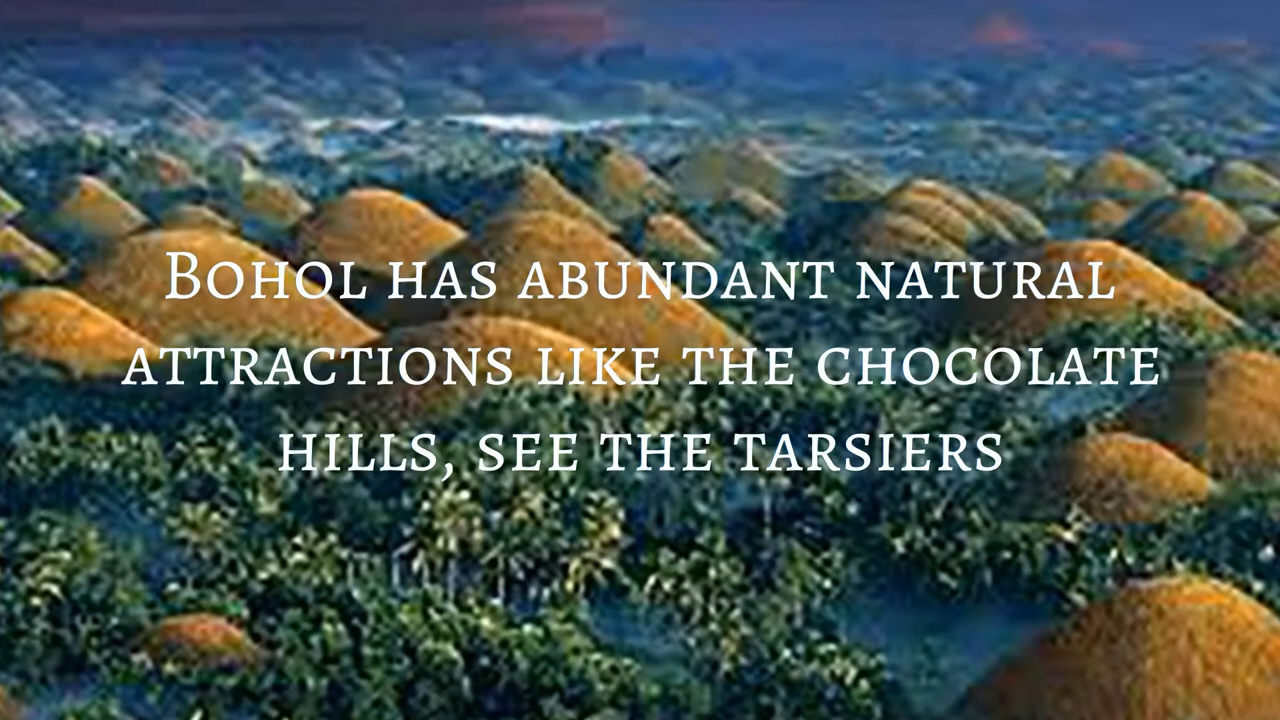 Bohol has abundant natural
attractions like the chocolate
hills, see the tarsiers